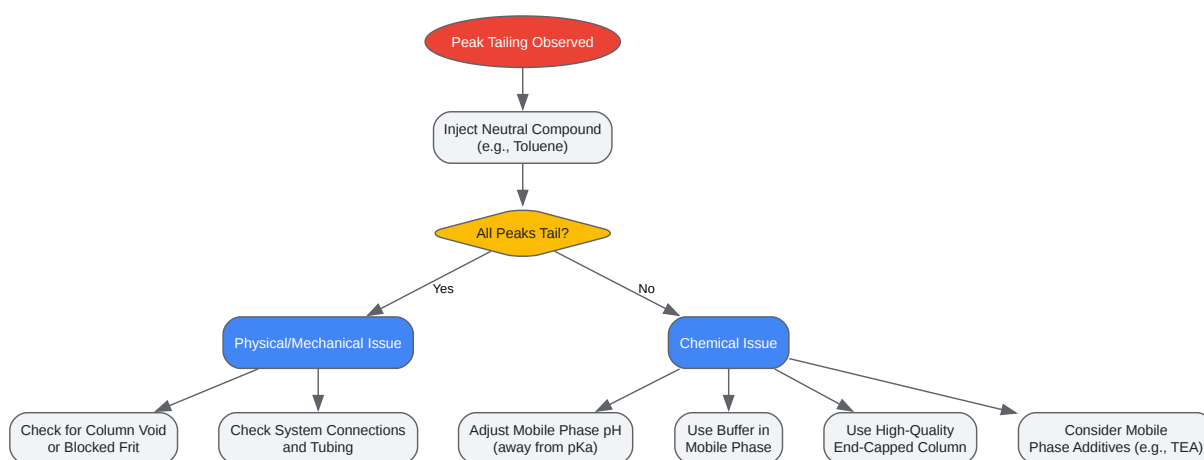 Peak Tailing Observed
Inject Neutral Compound
(e.g., Toluene)
All Peaks Tail?
Yes
No
Physical/Mechanical Issue
Chemical Issue
Check for Column Void
or Blocked Frit
Check System Connections
and Tubing
Adjust Mobile Phase pH
(away from pKa)
Use Buffer in
Mobile Phase
Use High-Quality
End-Capped Column
Consider Mobile
Phase Additives (e.g., TEA)